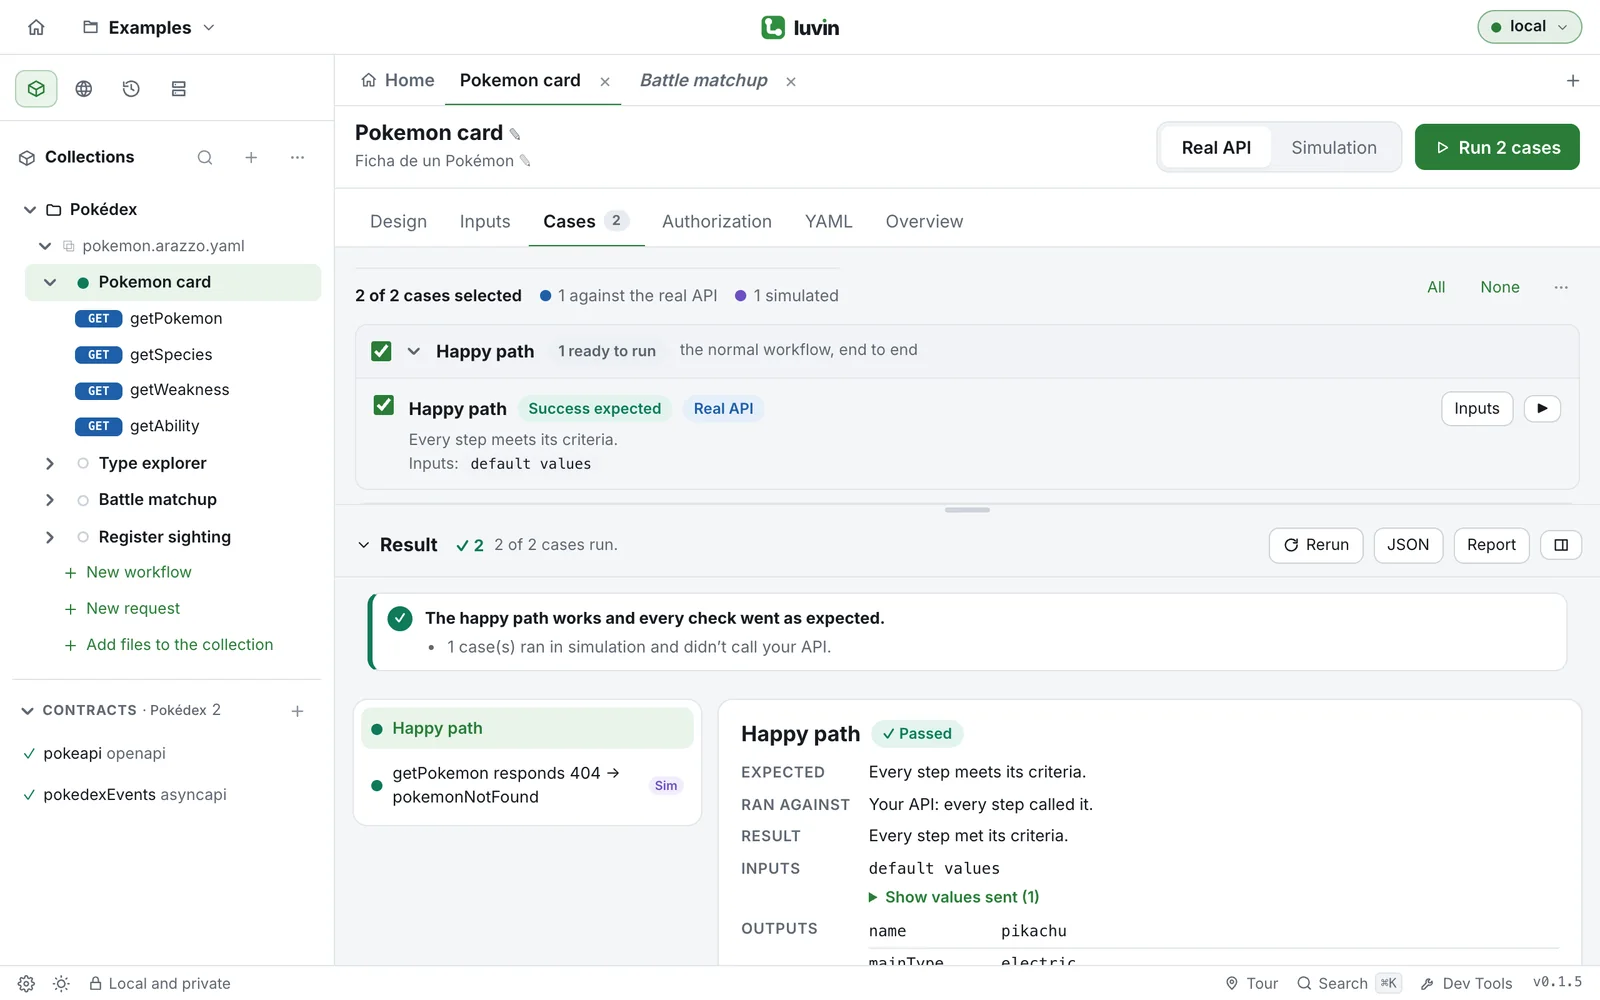 Examples
luvin
local
Home
Pokemon card
Battle matchup
Collections
Pokédex
pokemon.arazzo.yaml
Pokemon card
GET getPokemon
GET getSpecies
GET getWeakness
GET getAbility
Type explorer
Battle matchup
Register sighting
+ New workflow
+ New request
+ Add files to the collection
CONTRACTS · Pokédex 2
pokeapi openapi
pokedexEvents asyncapi
Pokemon card
Ficha de un Pokémon
Real API
Simulation
Run 2 cases
Design
Inputs
Cases 2
Authorization
YAML
Overview
2 of 2 cases selected
1 against the real API
1 simulated
All
None
Happy path
1 ready to run
the normal workflow, end to end
Happy path
Success expected
Real API
Inputs
Every step meets its criteria.
Inputs: default values
Result
✓ 2
2 of 2 cases run.
Rerun
JSON
Report
The happy path works and every check went as expected.
• 1 case(s) ran in simulation and didn’t call your API.
Happy path
getPokemon responds 404 →
pokemonNotFound
Sim
Happy path
✓ Passed
EXPECTED Every step meets its criteria.
RAN AGAINST Your API: every step called it.
RESULT Every step met its criteria.
INPUTS default values
Show values sent (1)
OUTPUTS name pikachu
mainType electric
Local and private
Tour
Search ⌘K
Dev Tools
v0.1.5